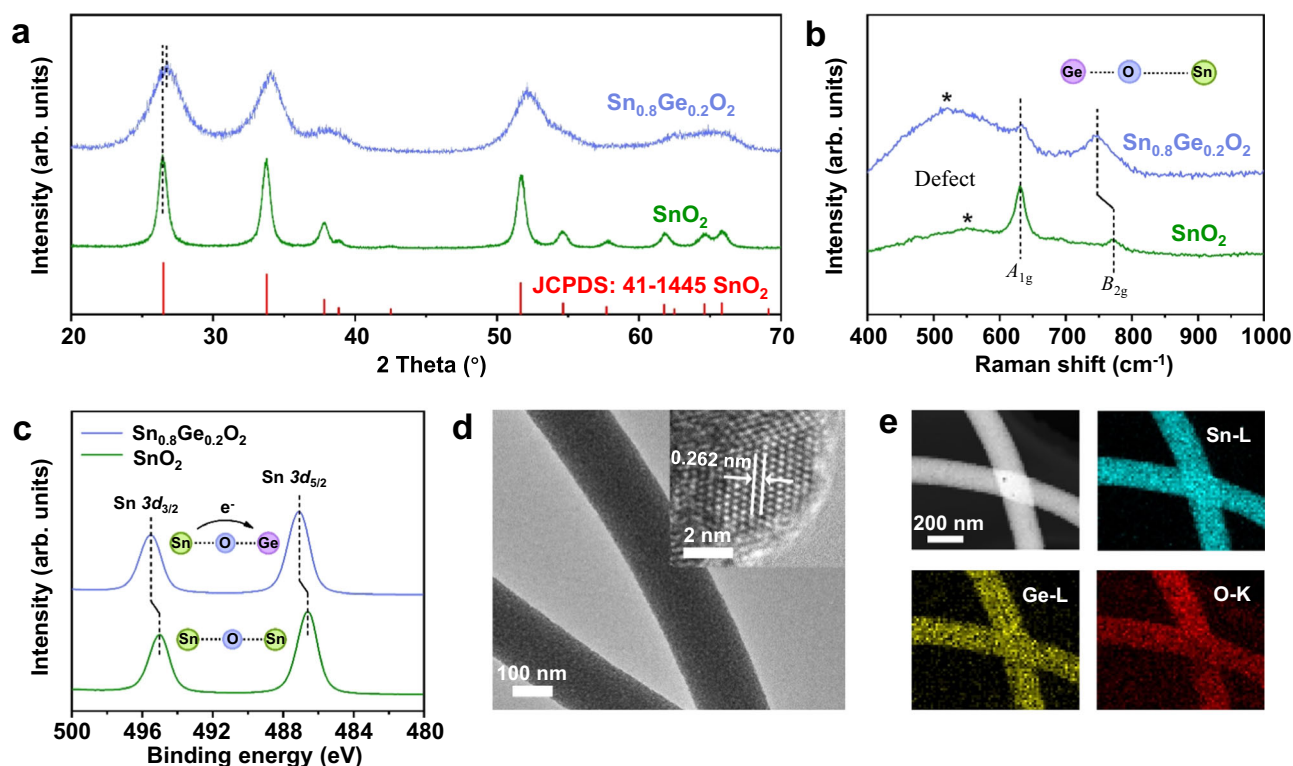 a
Intensity (arb. units)
Sn0.8Ge0.2O2
SnO2
JCPDS: 41-1445 SnO2
20 30 40 50 60 70
2 Theta (°)
b
Intensity (arb. units)
Ge O Sn
*
Sn0.8Ge0.2O2
Defect
*
SnO2
A1g
B2g
400 500 600 700 800 900 1000
Raman shift (cm-1)
c
Intensity (arb. units)
Sn0.8Ge0.2O2
SnO2
Sn 3d5/2
Sn 3d3/2
e-
Sn O Ge
Sn O Sn
500 496 492 488 484 480
Binding energy (eV)
d
0.262 nm
2 nm
100 nm
e
200 nm
Sn-L
Ge-L
O-K